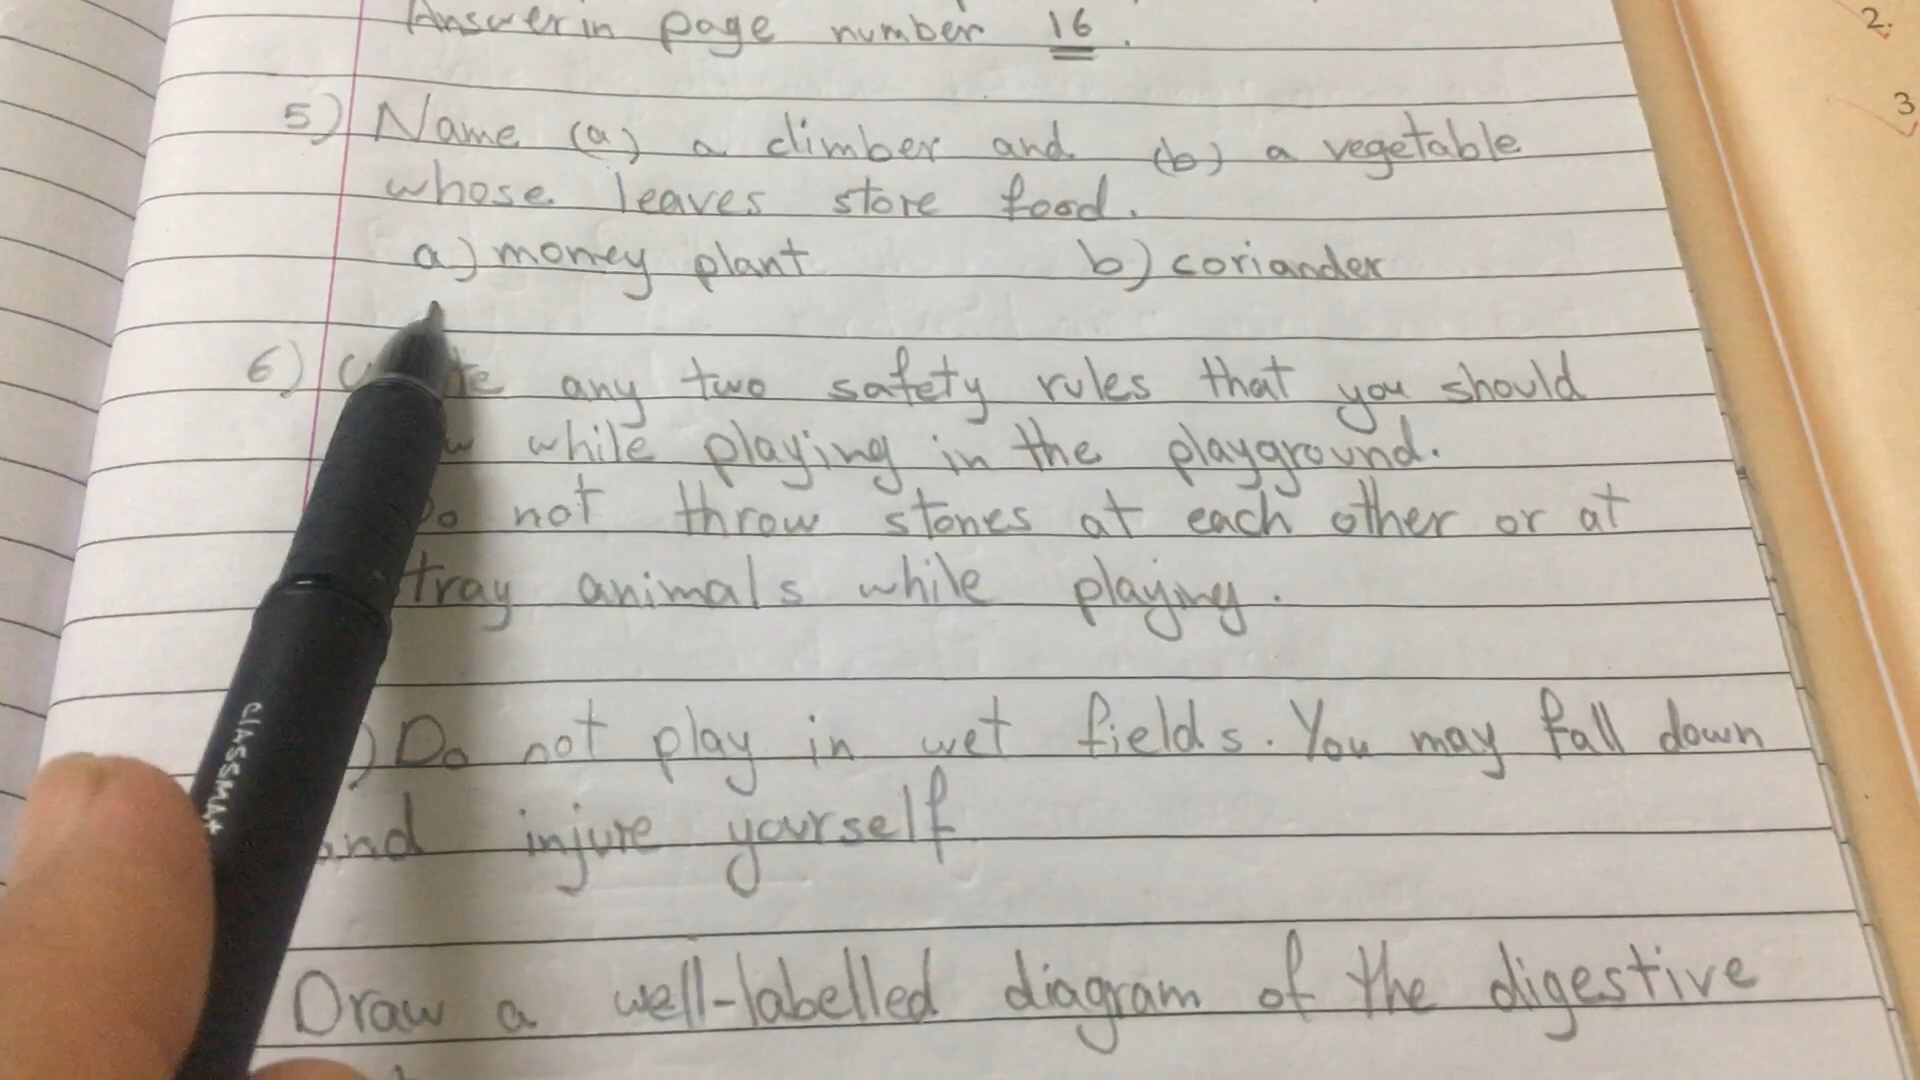 Answer in page number 16.
5) Name (a) a climber and (b) a vegetable
whose leaves store food.
a) money plant b) coriander
6) any two safety rules that you should
while playing in the playground.
Do not throw stones at each other or at
animals while playing.
) Do not play in wet fields. You may fall down
and injure yourself
Draw a well-labelled diagram of the digestive
2.
3